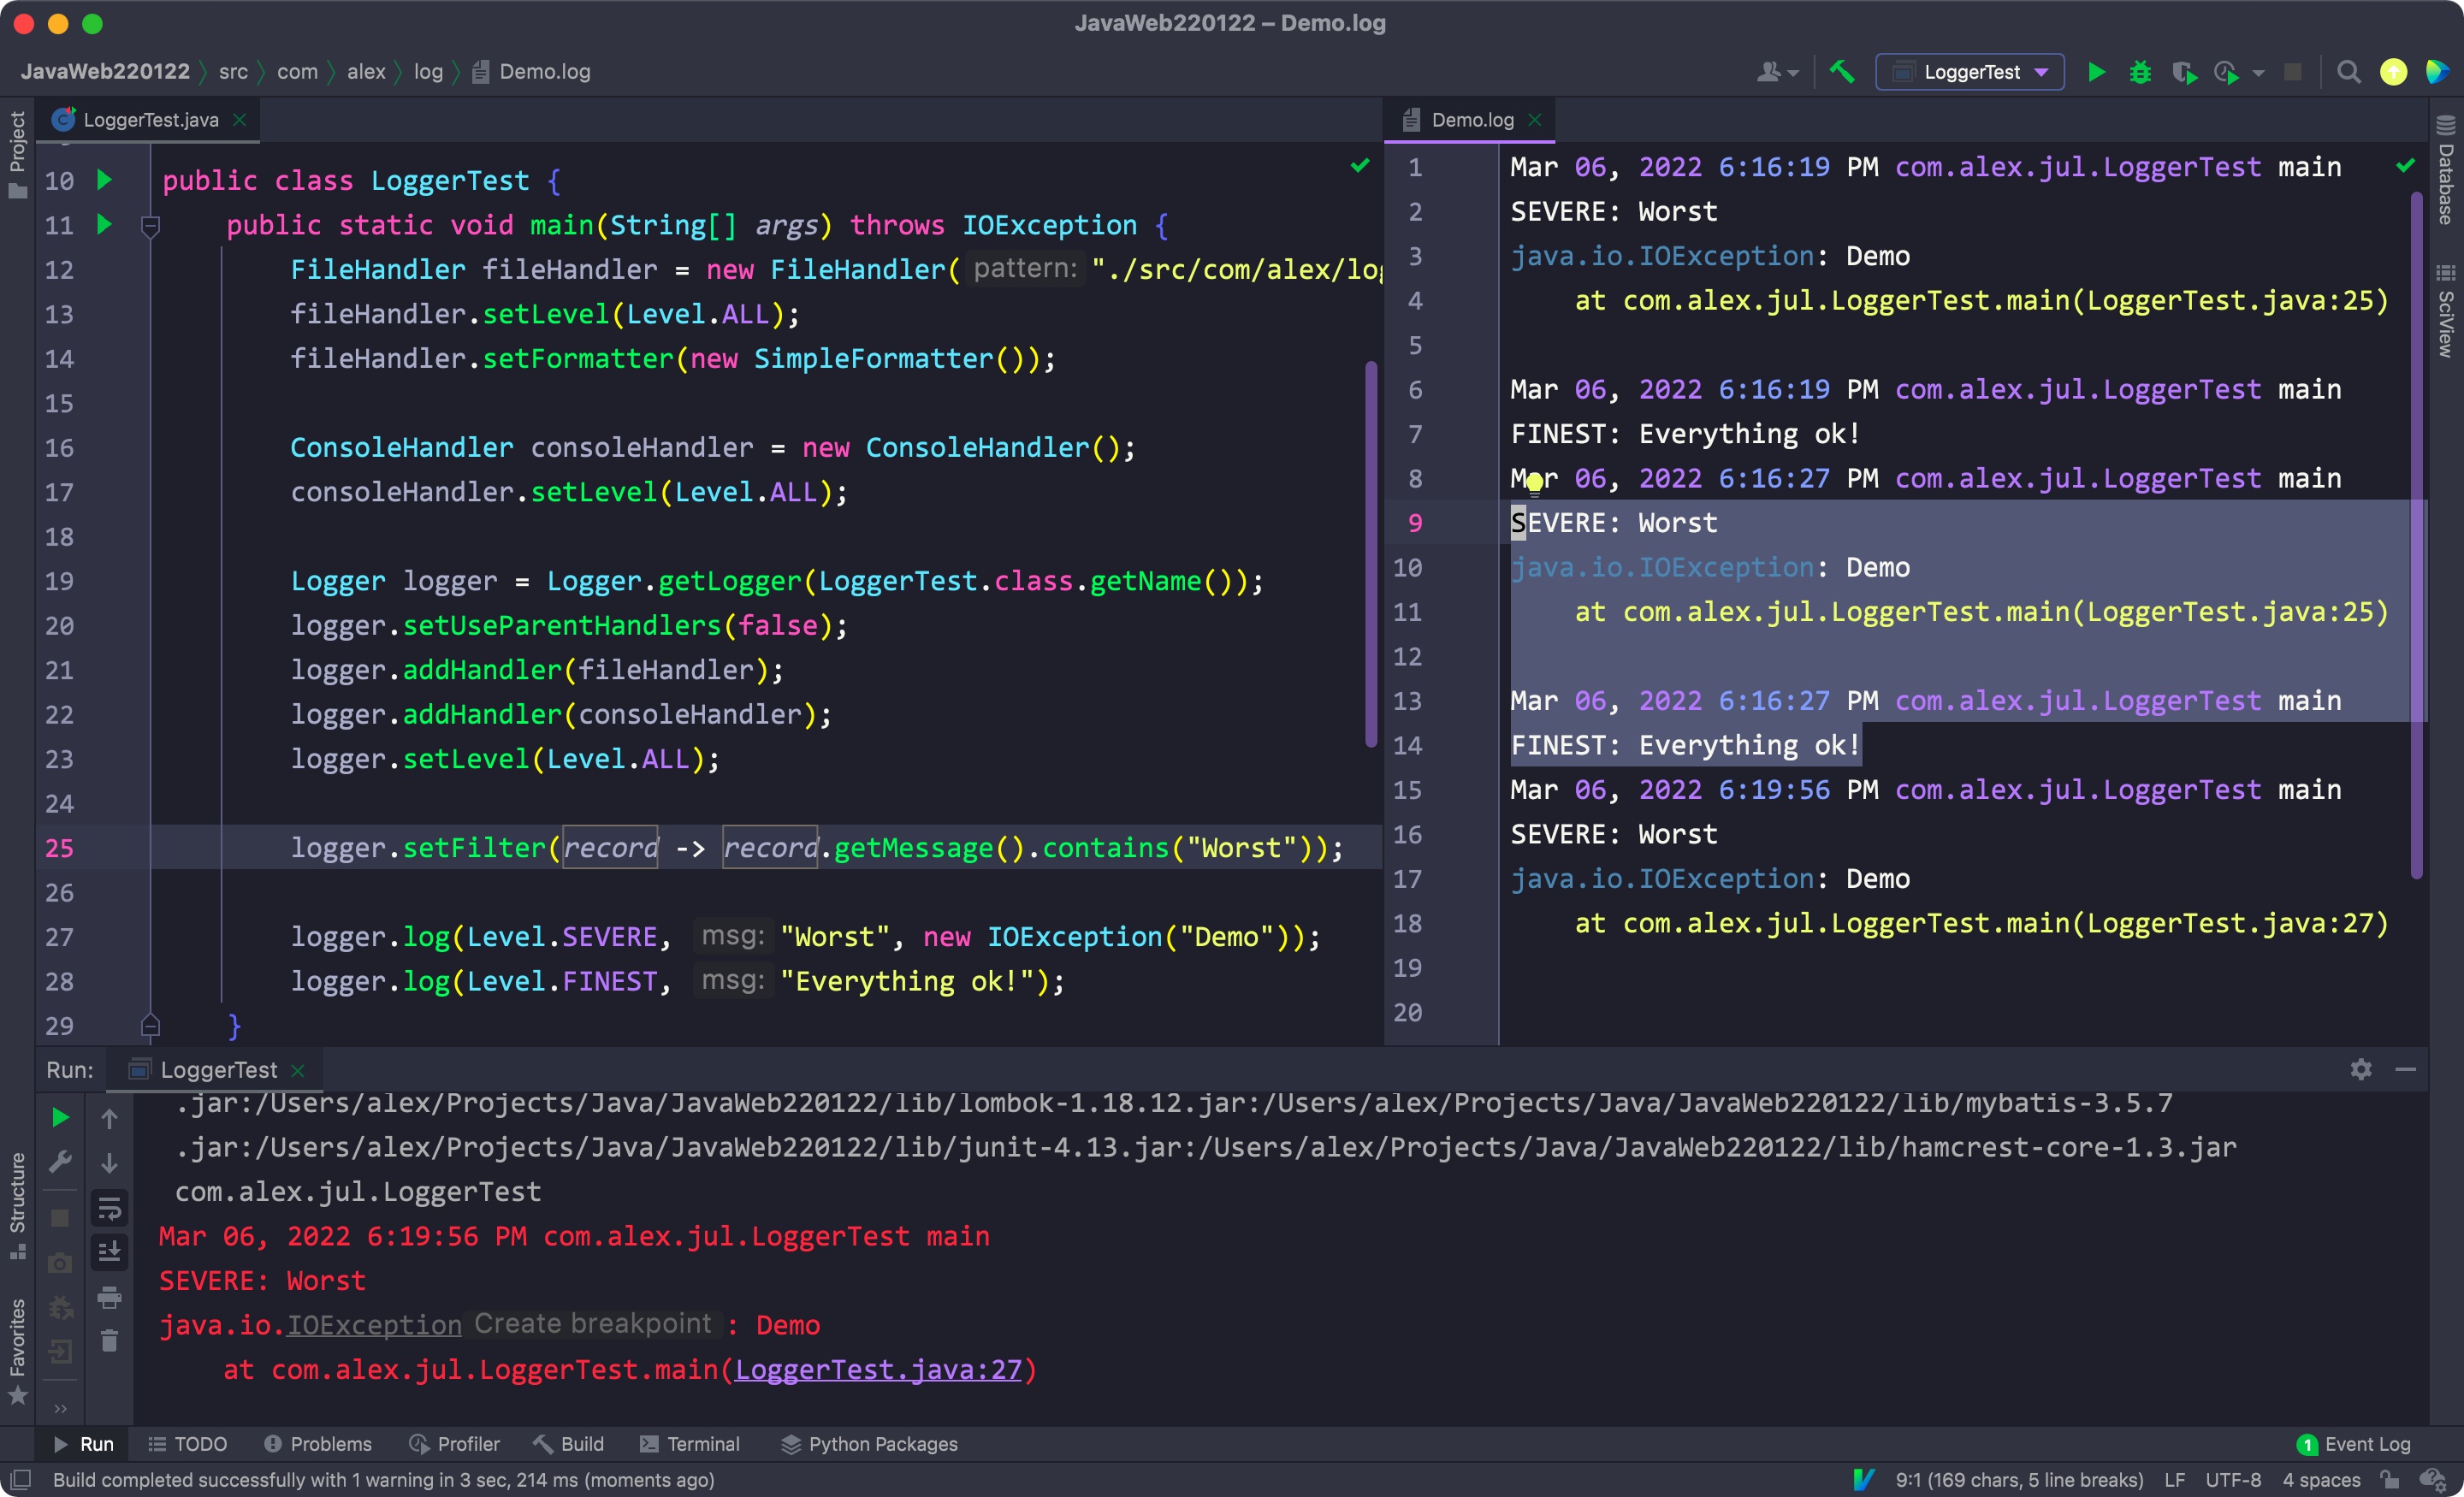 JavaWeb220122 – Demo.log
JavaWeb220122 src com alex log Demo.log
LoggerTest
Project
LoggerTest.java
10 public class LoggerTest {
11 public static void main(String[] args) throws IOException {
12 FileHandler fileHandler = new FileHandler( pattern: "./src/com/alex/log
13 fileHandler.setLevel(Level.ALL);
14 fileHandler.setFormatter(new SimpleFormatter());
15
16 ConsoleHandler consoleHandler = new ConsoleHandler();
17 consoleHandler.setLevel(Level.ALL);
18
19 Logger logger = Logger.getLogger(LoggerTest.class.getName());
20 logger.setUseParentHandlers(false);
21 logger.addHandler(fileHandler);
22 logger.addHandler(consoleHandler);
23 logger.setLevel(Level.ALL);
24
25 logger.setFilter(record -> record.getMessage().contains("Worst"));
26
27 logger.log(Level.SEVERE, msg: "Worst", new IOException("Demo"));
28 logger.log(Level.FINEST, msg: "Everything ok!");
29 }
Demo.log
1 Mar 06, 2022 6:16:19 PM com.alex.jul.LoggerTest main
2 SEVERE: Worst
3 java.io.IOException: Demo
4 at com.alex.jul.LoggerTest.main(LoggerTest.java:25)
5
6 Mar 06, 2022 6:16:19 PM com.alex.jul.LoggerTest main
7 FINEST: Everything ok!
8 Mar 06, 2022 6:16:27 PM com.alex.jul.LoggerTest main
9 SEVERE: Worst
10 java.io.IOException: Demo
11 at com.alex.jul.LoggerTest.main(LoggerTest.java:25)
12
13 Mar 06, 2022 6:16:27 PM com.alex.jul.LoggerTest main
14 FINEST: Everything ok!
15 Mar 06, 2022 6:19:56 PM com.alex.jul.LoggerTest main
16 SEVERE: Worst
17 java.io.IOException: Demo
18 at com.alex.jul.LoggerTest.main(LoggerTest.java:27)
19
20
Database
SciView
Run: LoggerTest
.jar:/Users/alex/Projects/Java/JavaWeb220122/lib/lombok-1.18.12.jar:/Users/alex/Projects/Java/JavaWeb220122/lib/mybatis-3.5.7
.jar:/Users/alex/Projects/Java/JavaWeb220122/lib/junit-4.13.jar:/Users/alex/Projects/Java/JavaWeb220122/lib/hamcrest-core-1.3.jar
com.alex.jul.LoggerTest
Mar 06, 2022 6:19:56 PM com.alex.jul.LoggerTest main
SEVERE: Worst
java.io.IOException Create breakpoint : Demo
at com.alex.jul.LoggerTest.main(LoggerTest.java:27)
Structure
Favorites
Run TODO Problems Profiler Build Terminal Python Packages 1 Event Log
Build completed successfully with 1 warning in 3 sec, 214 ms (moments ago) 9:1 (169 chars, 5 line breaks) LF UTF-8 4 spaces